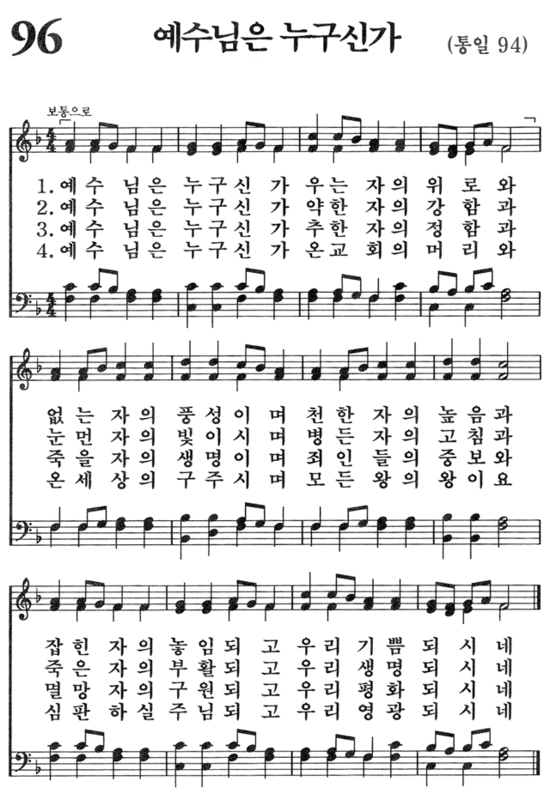 96 예수님은 누구신가 (통일 94)
보통으로
1. 예수 님은 누구신 가 우는 자의 위로와
2. 예수 님은 누구신 가 약한 자의 강함과
3. 예수 님은 누구신 가 추한 자의 정함과
4. 예수 님은 누구신 가 온교 회의 머리와
없는 자의 풍성이며 천한 자의 높음과
눈먼 자의 빛이시며 병든 자의 고침과
죽을 자의 생명이며 죄인 들의 중보와
온세 상의 구주시며 모든 왕의 왕이요
잡힌 자의 놓임되고 우리 기쁨되시네
죽은 자의 부활되고 우리 생명되시네
멸망 자의 구원되고 우리 평화되시네
심판 하실 주님되고 우리 영광되시네